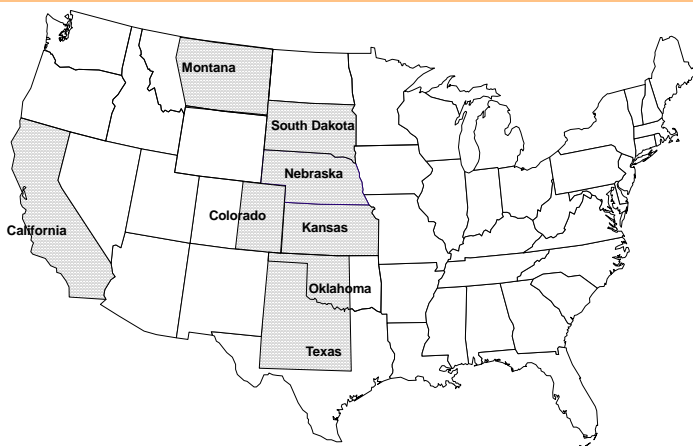 Montana
South Dakota
Nebraska
Colorado
California
Kansas
Oklahoma
Texas